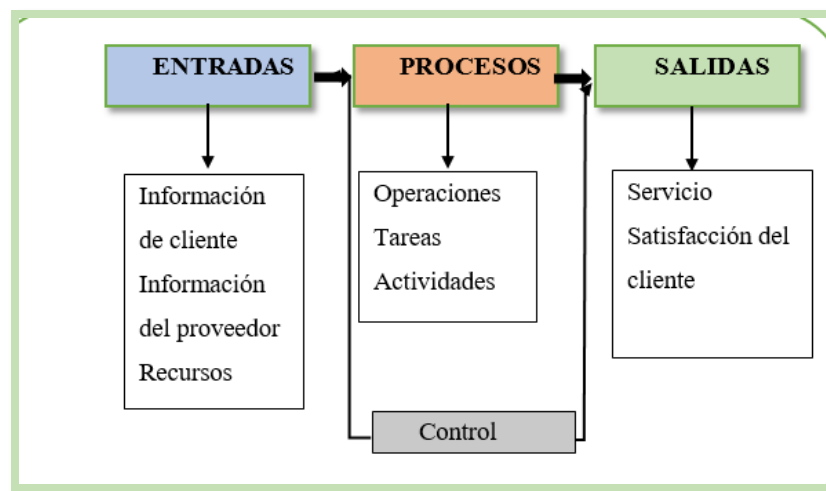 ENTRADAS
PROCESOS
SALIDAS
Información
de cliente
Información
del proveedor
Recursos
Operaciones
Tareas
Actividades
Servicio
Satisfacción del
cliente
Control